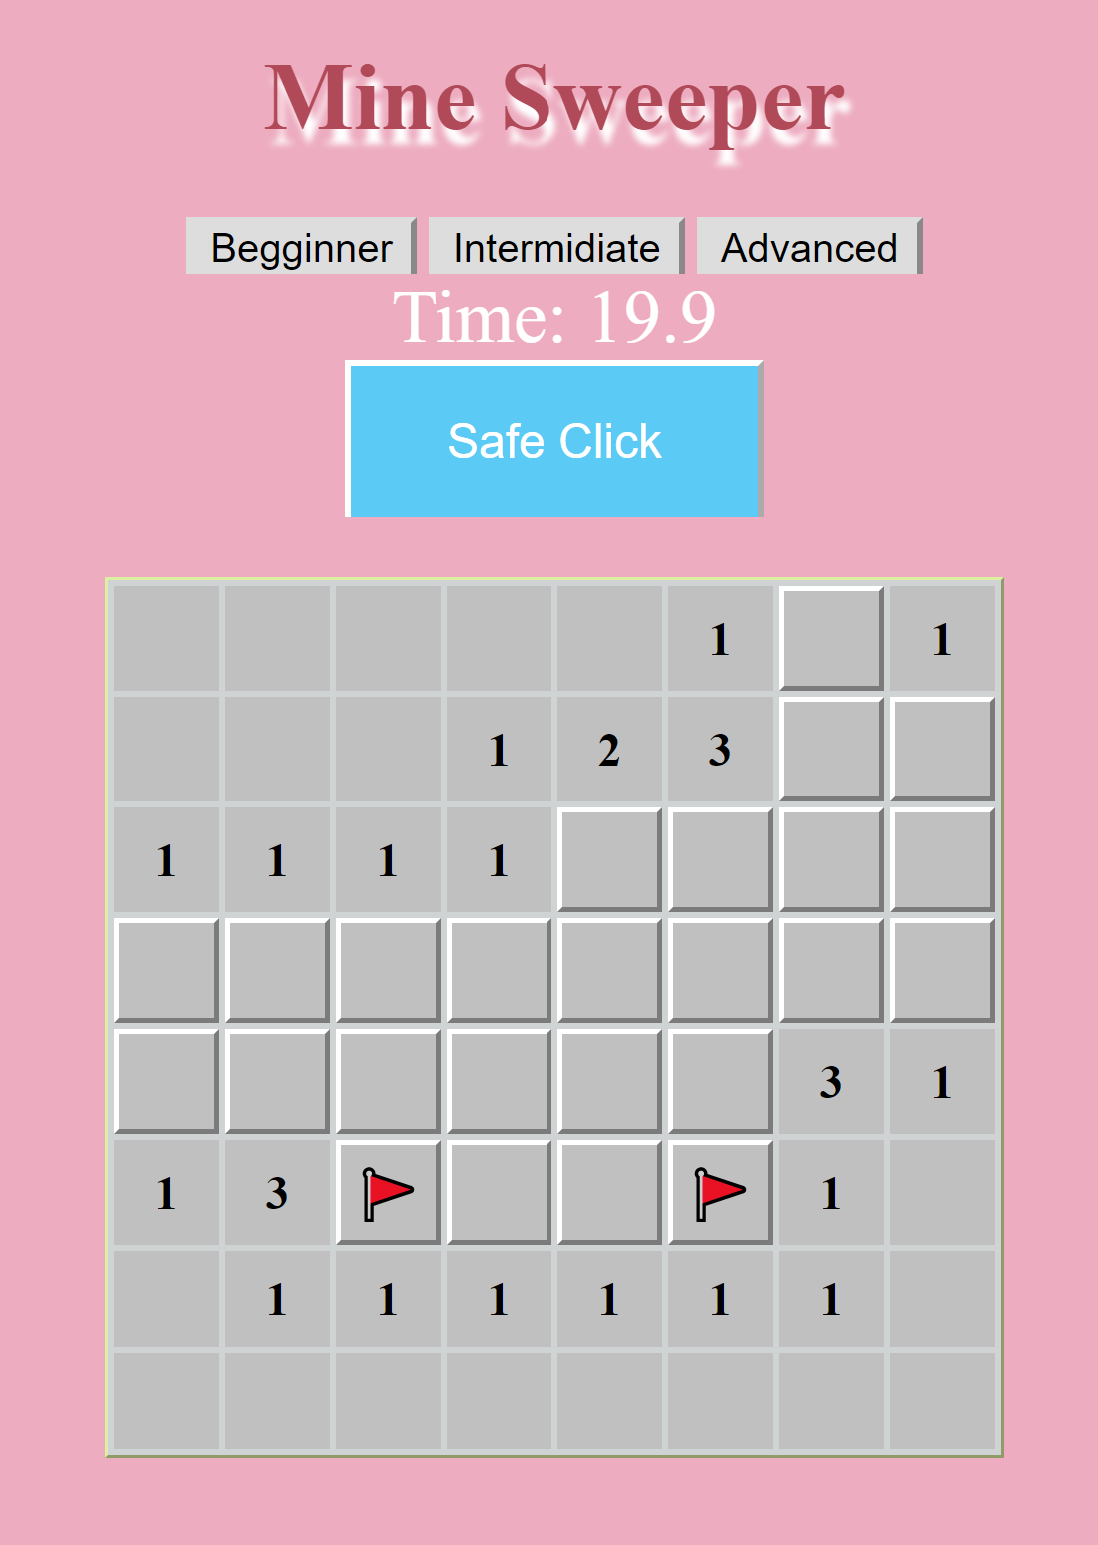 Mine Sweeper
Begginner Intermidiate Advanced
Time: 19.9
Safe Click
1 1
1 2 3
1 1 1 1
3 1
1 3 1
1 1 1 1 1 1